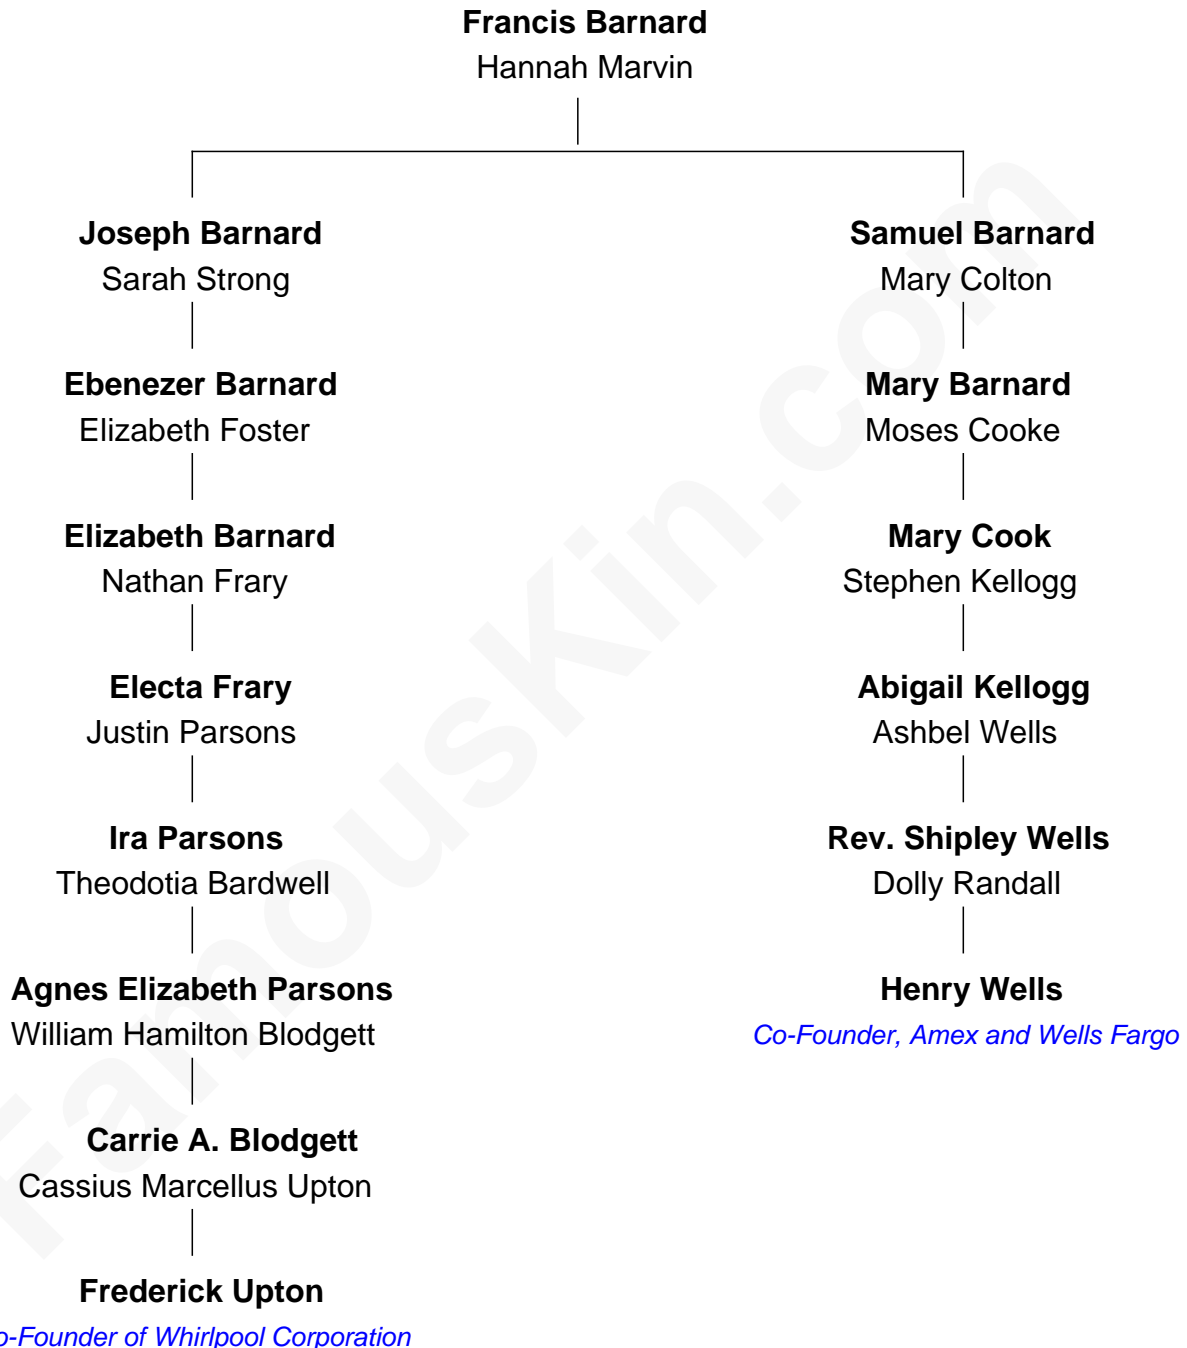 Francis Barnard
Hannah Marvin
Joseph Barnard
Sarah Strong
Samuel Barnard
Mary Colton
Ebenezer Barnard
Elizabeth Foster
Mary Barnard
Moses Cooke
Elizabeth Barnard
Nathan Frary
Mary Cook
Stephen Kellogg
Electa Frary
Justin Parsons
Abigail Kellogg
Ashbel Wells
Ira Parsons
Theodotia Bardwell
Rev. Shipley Wells
Dolly Randall
Agnes Elizabeth Parsons
William Hamilton Blodgett
Henry Wells
Co-Founder, Amex and Wells Fargo
Carrie A. Blodgett
Cassius Marcellus Upton
Frederick Upton
o-Founder of Whirlpool Corporation
FamousKin.com